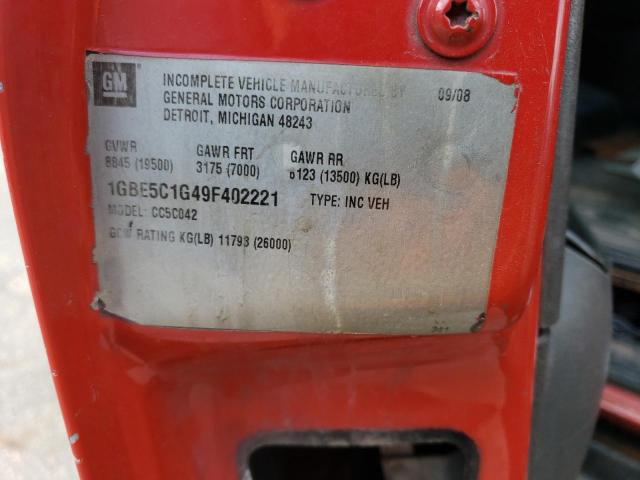 GM
INCOMPLETE VEHICLE MANUFACTURED BY 09/08
GENERAL MOTORS CORPORATION
DETROIT, MICHIGAN 48243
GVWR GAWR FRT GAWR RR
8845 (19500) 3175 (7000) 6123 (13500) KG(LB)
1GBE5C1G49F402221 TYPE: INC VEH
MODEL: CC5C042
GCW RATING KG(LB) 11793 (26000)